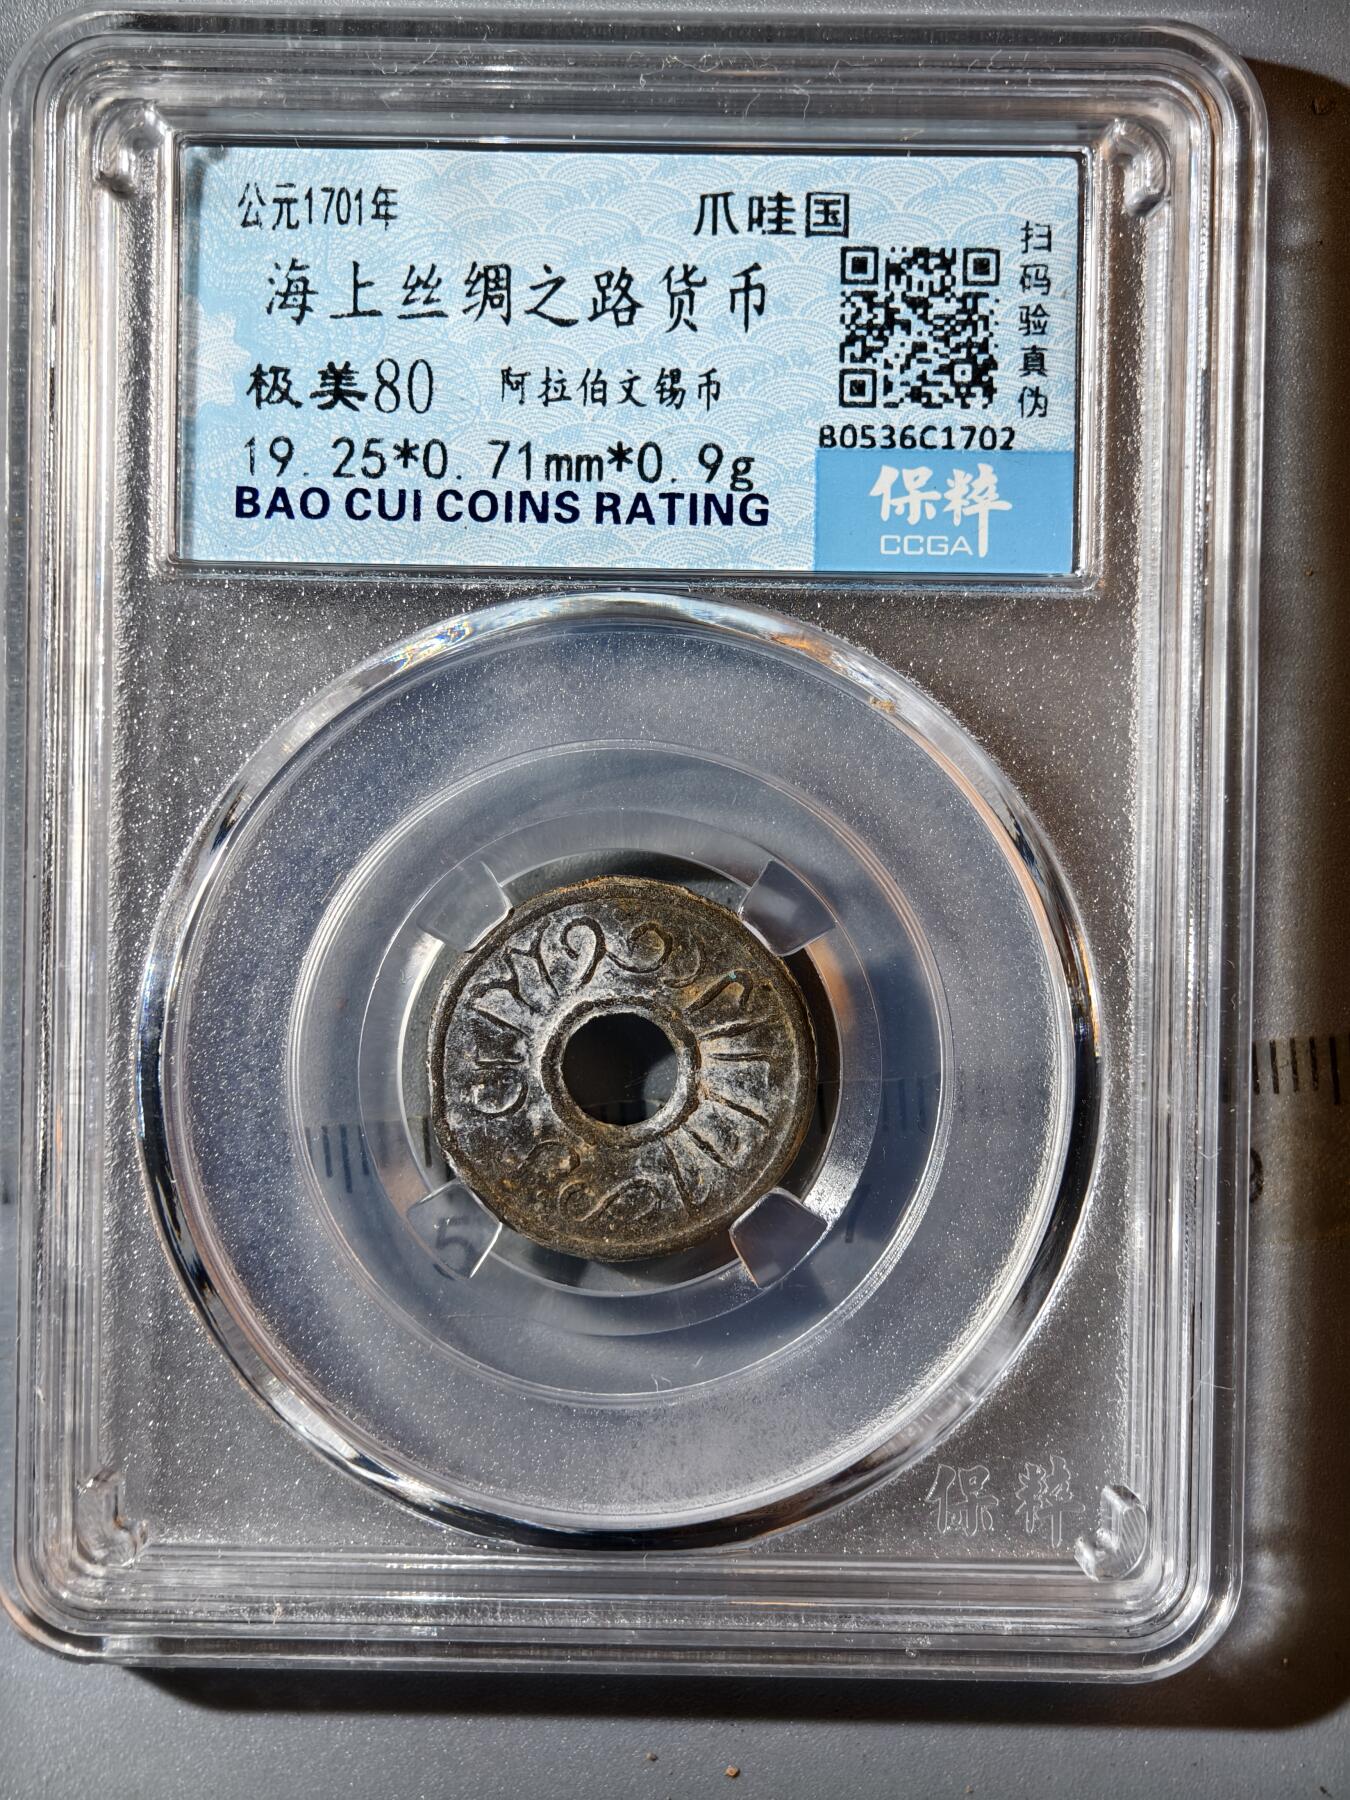 公元1701年
爪哇国
海上丝绸之路货币
极美80 阿拉伯文锡币
19.25*0.71mm*0.9g
BAO CUI COINS RATING
扫码验真伪
B0536C1702
保粹
CCGA
5
7
保粹